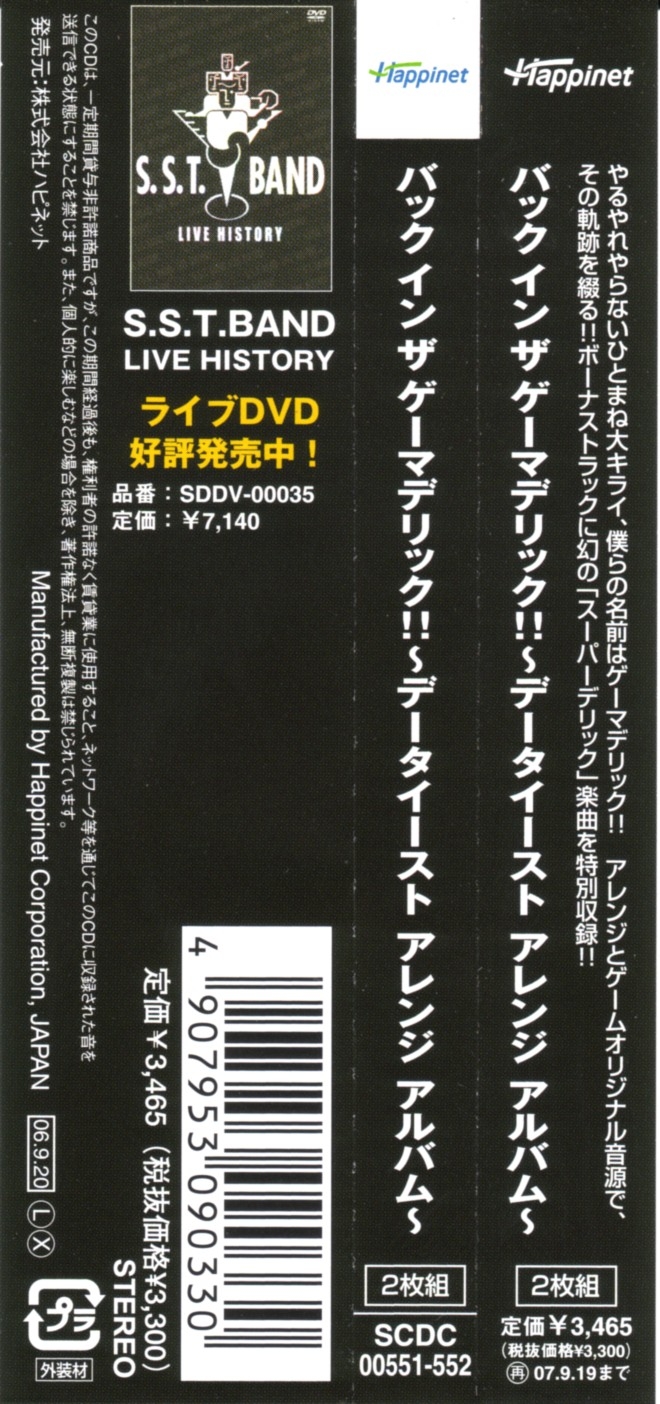 Happinet
やるやれやらないひとまね大キライ、僕らの名前はゲーマデリック!! アレンジとゲームオリジナル音源で、
その軌跡を綴る!!ボーナストラックに幻の「スーパーデリック」楽曲を特別収録!!
バック イン ザ ゲーマデリック!!～データイースト アレンジ アルバム～
2枚組
定価￥3,465
(税抜価格¥3,300)
再 07.9.19まで
Happinet
バック イン ザ ゲーマデリック!!～データイースト アレンジ アルバム～
2枚組
SCDC
00551-552
DVD
S.S.T. BAND
LIVE HISTORY
S.S.T.BAND
LIVE HISTORY
ライブDVD
好評発売中！
品番：SDDV-00035
定価：￥7,140
4 907953 090330
定価￥3,465（税抜価格¥3,300）
STEREO
このCDは、一定期間貸与非許諾商品ですが、この期間経過後も、権利者の許諾なく賃貸業に使用すること、ネットワーク等を通じてこのCDに収録された音を
送信できる状態にすることを禁じます。また、個人的に楽しむなどの場合を除き、著作権法上、無断複製は禁じられています。
発売元:株式会社ハピネット
Manufactured by Happinet Corporation, JAPAN
06.9.20 L X
プラ
外装材